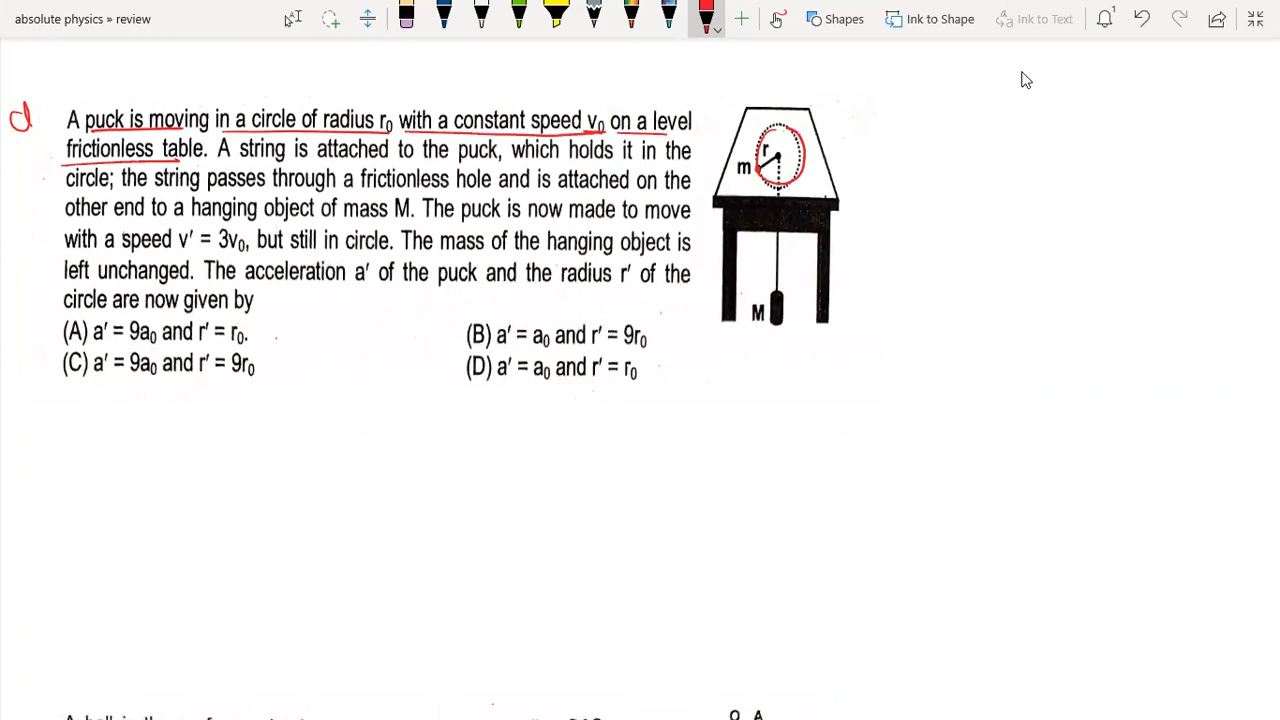 absolute physics » review
Shapes
Ink to Shape
Ink to Text
d
A puck is moving in a circle of radius r₀ with a constant speed v₀ on a level
frictionless table. A string is attached to the puck, which holds it in the
circle; the string passes through a frictionless hole and is attached on the
other end to a hanging object of mass M. The puck is now made to move
with a speed v' = 3v₀, but still in circle. The mass of the hanging object is
left unchanged. The acceleration a' of the puck and the radius r' of the
circle are now given by
(A) a' = 9a₀ and r' = r₀.
(B) a' = a₀ and r' = 9r₀
(C) a' = 9a₀ and r' = 9r₀
(D) a' = a₀ and r' = r₀
r
m
M